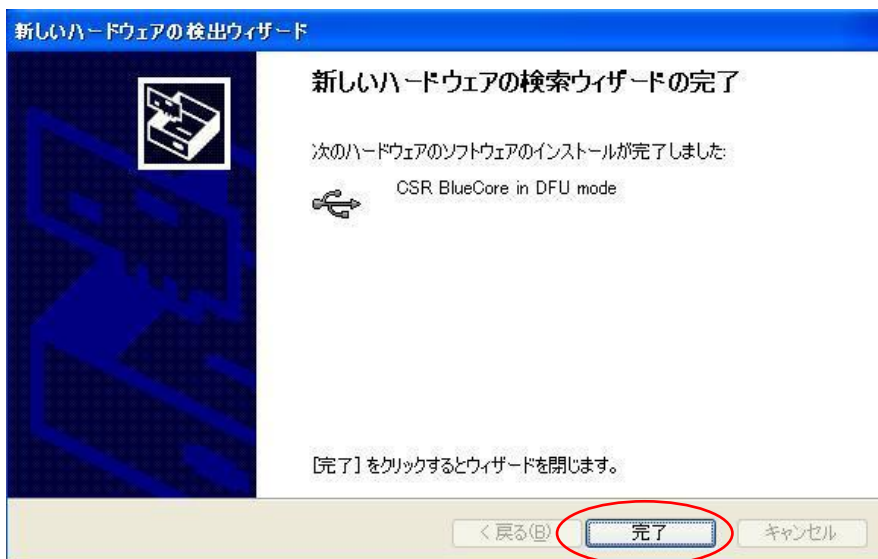 新しいハードウェアの検出ウィザード
新しいハードウェアの検索ウィザードの完了
次のハードウェアのソフトウェアのインストールが完了しました:
CSR BlueCore in DFU mode
[完了] をクリックするとウィザードを閉じます。
< 戻る(B)
完了
キャンセル